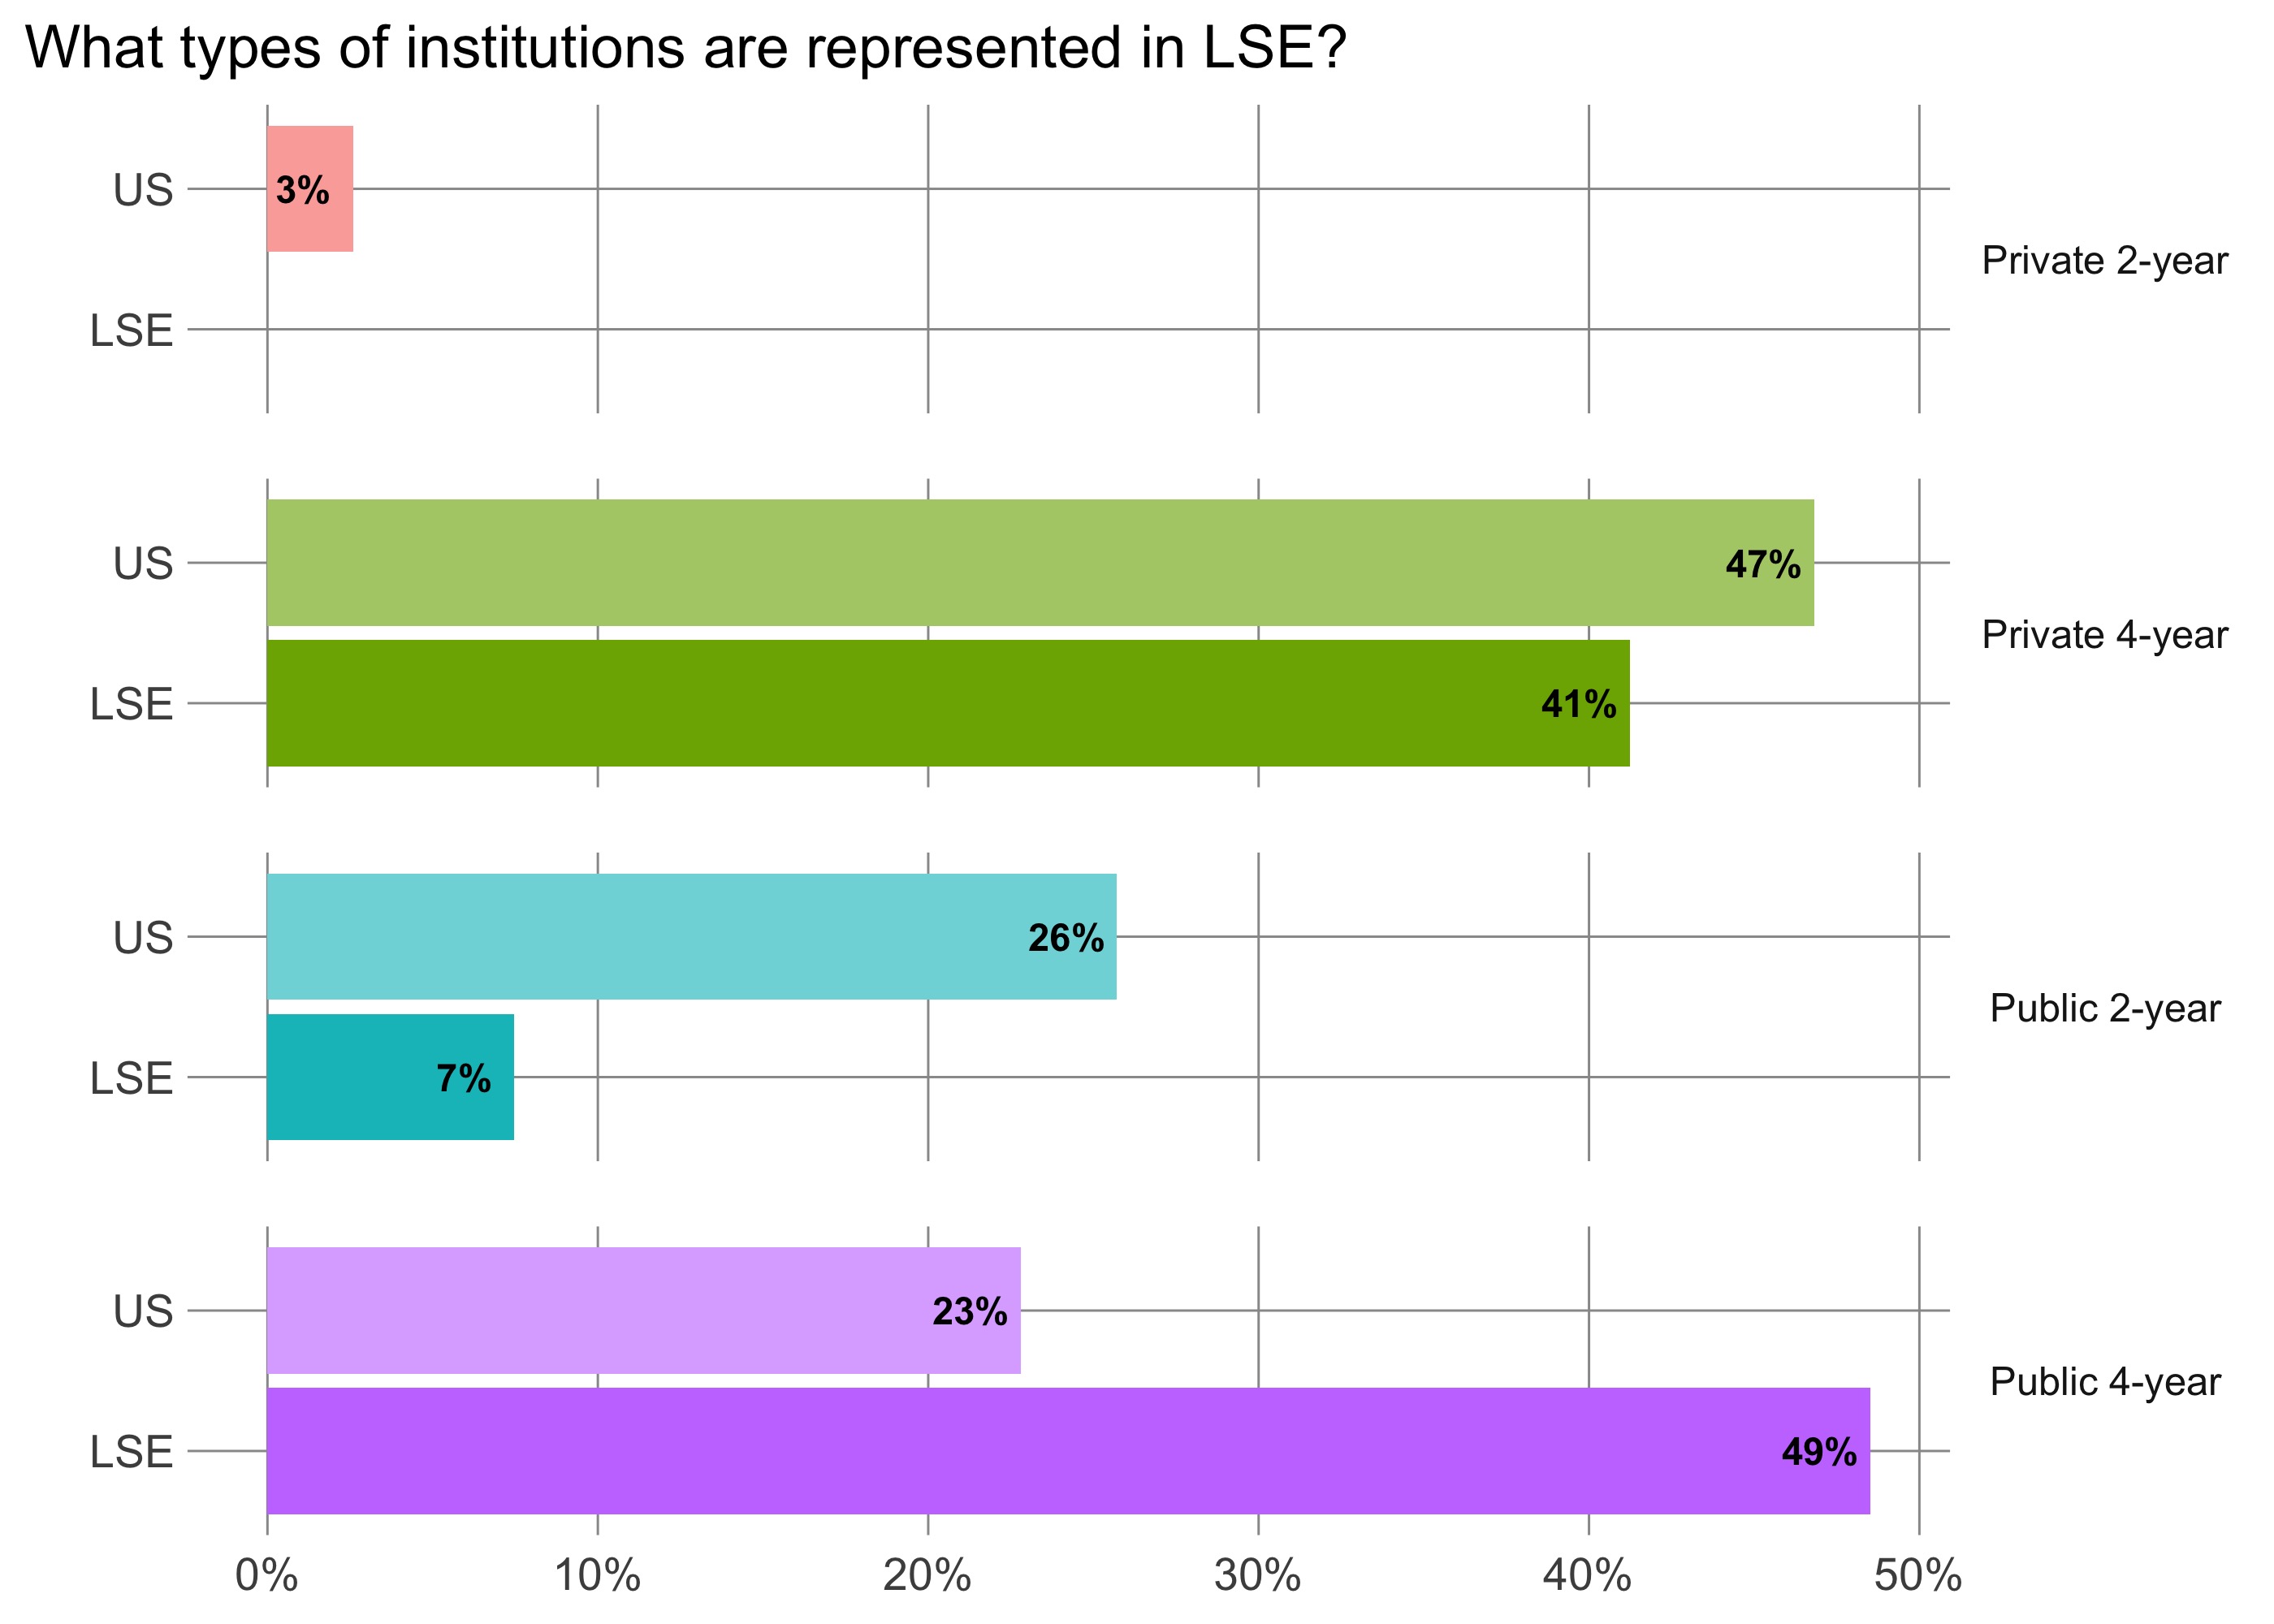 What types of institutions are represented in LSE?
US
3%
LSE
Private 2-year
US
47%
LSE
41%
Private 4-year
US
26%
LSE
7%
Public 2-year
US
23%
LSE
49%
Public 4-year
0% 10% 20% 30% 40% 50%